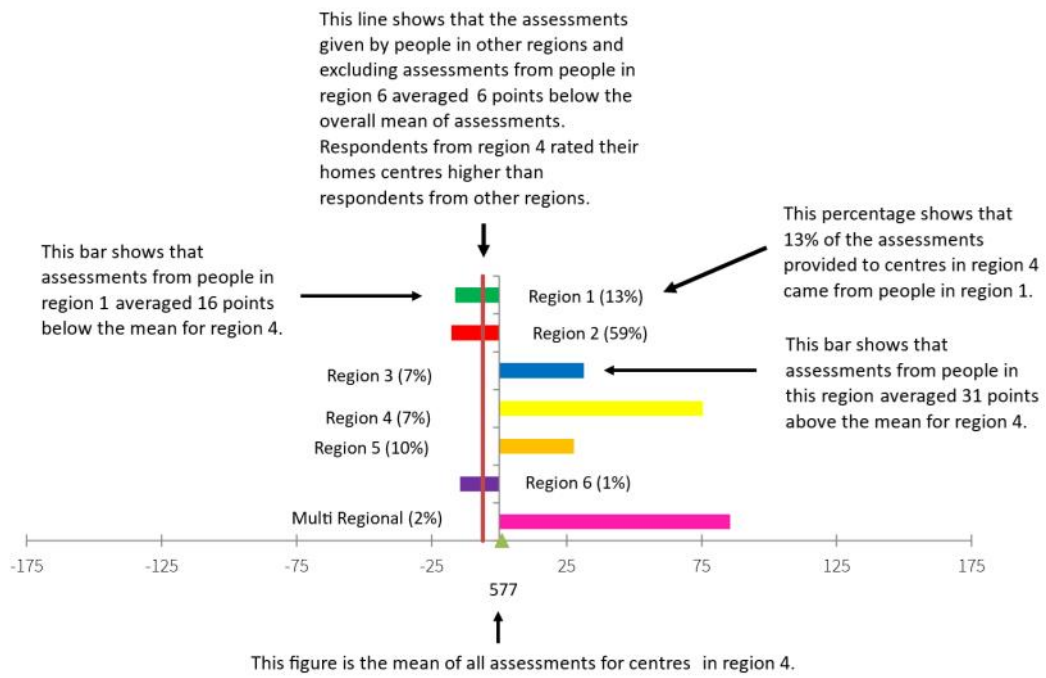 This line shows that the assessments
given by people in other regions and
excluding assessments from people in
region 6 averaged 6 points below the
overall mean of assessments.
Respondents from region 4 rated their
homes centres higher than
respondents from other regions.
This percentage shows that
13% of the assessments
provided to centres in region 4
came from people in region 1.
This bar shows that
assessments from people in
region 1 averaged 16 points
below the mean for region 4.
Region 1 (13%)
Region 2 (59%)
This bar shows that
assessments from people in
this region averaged 31 points
above the mean for region 4.
Region 3 (7%)
Region 4 (7%)
Region 5 (10%)
Region 6 (1%)
Multi Regional (2%)
-175 -125 -75 -25 25 75 125 175
577
This figure is the mean of all assessments for centres in region 4.